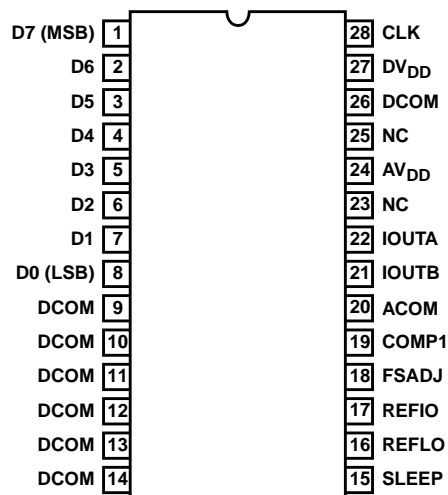 D7 (MSB) 1 28 CLK
D6 2 27 DVDD
D5 3 26 DCOM
D4 4 25 NC
D3 5 24 AVDD
D2 6 23 NC
D1 7 22 IOUTA
D0 (LSB) 8 21 IOUTB
DCOM 9 20 ACOM
DCOM 10 19 COMP1
DCOM 11 18 FSADJ
DCOM 12 17 REFIO
DCOM 13 16 REFLO
DCOM 14 15 SLEEP